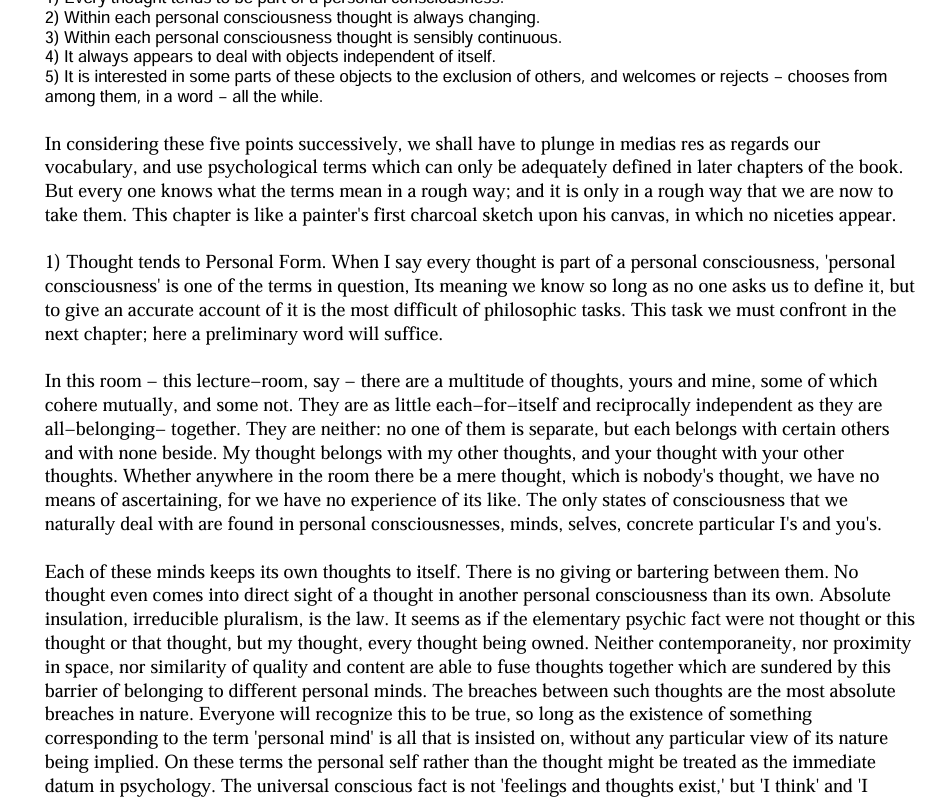 1) Every thought tends to be part of a personal consciousness.
2) Within each personal consciousness thought is always changing.
3) Within each personal consciousness thought is sensibly continuous.
4) It always appears to deal with objects independent of itself.
5) It is interested in some parts of these objects to the exclusion of others, and welcomes or rejects − chooses from
among them, in a word − all the while.
In considering these five points successively, we shall have to plunge in medias res as regards our
vocabulary, and use psychological terms which can only be adequately defined in later chapters of the book.
But every one knows what the terms mean in a rough way; and it is only in a rough way that we are now to
take them. This chapter is like a painter's first charcoal sketch upon his canvas, in which no niceties appear.
1) Thought tends to Personal Form. When I say every thought is part of a personal consciousness, 'personal
consciousness' is one of the terms in question, Its meaning we know so long as no one asks us to define it, but
to give an accurate account of it is the most difficult of philosophic tasks. This task we must confront in the
next chapter; here a preliminary word will suffice.
In this room − this lecture−room, say − there are a multitude of thoughts, yours and mine, some of which
cohere mutually, and some not. They are as little each−for−itself and reciprocally independent as they are
all−belonging− together. They are neither: no one of them is separate, but each belongs with certain others
and with none beside. My thought belongs with my other thoughts, and your thought with your other
thoughts. Whether anywhere in the room there be a mere thought, which is nobody's thought, we have no
means of ascertaining, for we have no experience of its like. The only states of consciousness that we
naturally deal with are found in personal consciousnesses, minds, selves, concrete particular I's and you's.
Each of these minds keeps its own thoughts to itself. There is no giving or bartering between them. No
thought even comes into direct sight of a thought in another personal consciousness than its own. Absolute
insulation, irreducible pluralism, is the law. It seems as if the elementary psychic fact were not thought or this
thought or that thought, but my thought, every thought being owned. Neither contemporaneity, nor proximity
in space, nor similarity of quality and content are able to fuse thoughts together which are sundered by this
barrier of belonging to different personal minds. The breaches between such thoughts are the most absolute
breaches in nature. Everyone will recognize this to be true, so long as the existence of something
corresponding to the term 'personal mind' is all that is insisted on, without any particular view of its nature
being implied. On these terms the personal self rather than the thought might be treated as the immediate
datum in psychology. The universal conscious fact is not 'feelings and thoughts exist,' but 'I think' and 'I